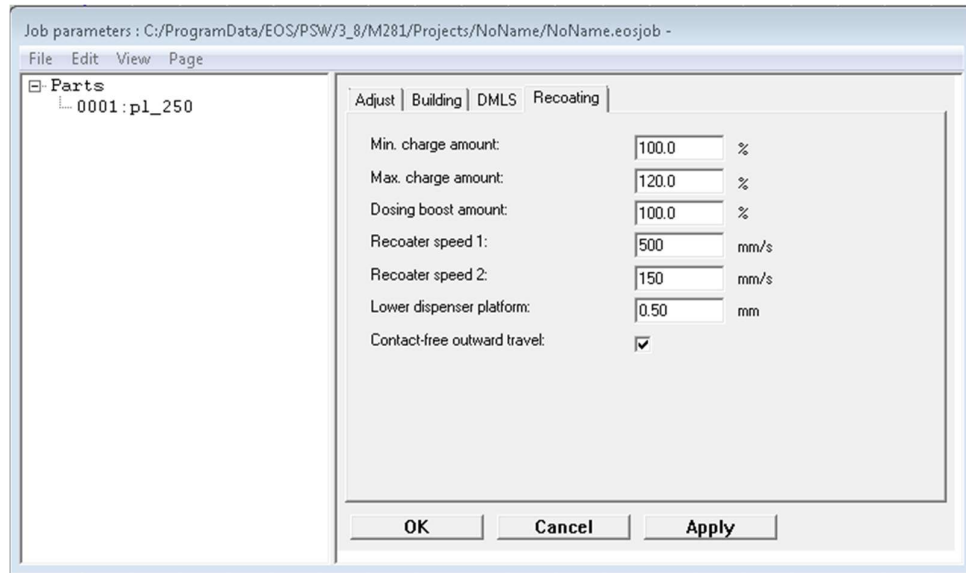 Job parameters : C:/ProgramData/EOS/PSW/3_8/M281/Projects/NoName/NoName.eosjob -
File Edit View Page
Parts
0001:pl_250
Adjust Building DMLS Recoating
Min. charge amount: 100.0 %
Max. charge amount: 120.0 %
Dosing boost amount: 100.0 %
Recoater speed 1: 500 mm/s
Recoater speed 2: 150 mm/s
Lower dispenser platform: 0.50 mm
Contact-free outward travel:
OK Cancel Apply